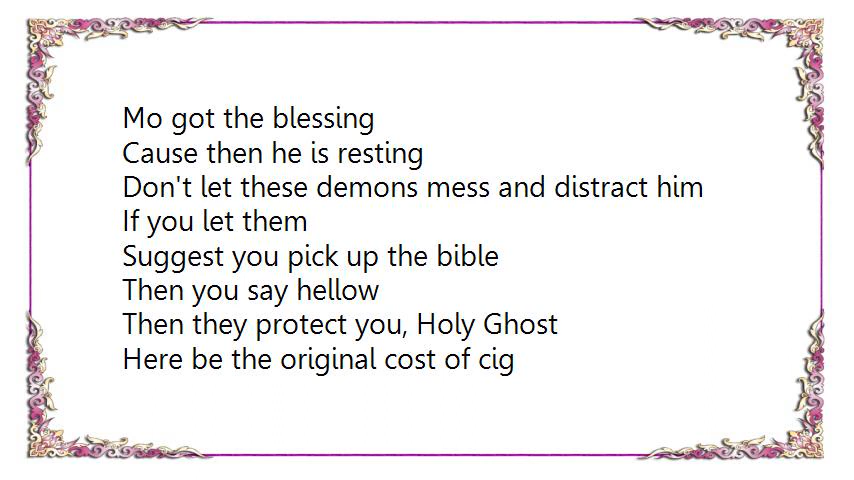 Mo got the blessing
Cause then he is resting
Don't let these demons mess and distract him
If you let them
Suggest you pick up the bible
Then you say hellow
Then they protect you, Holy Ghost
Here be the original cost of cig